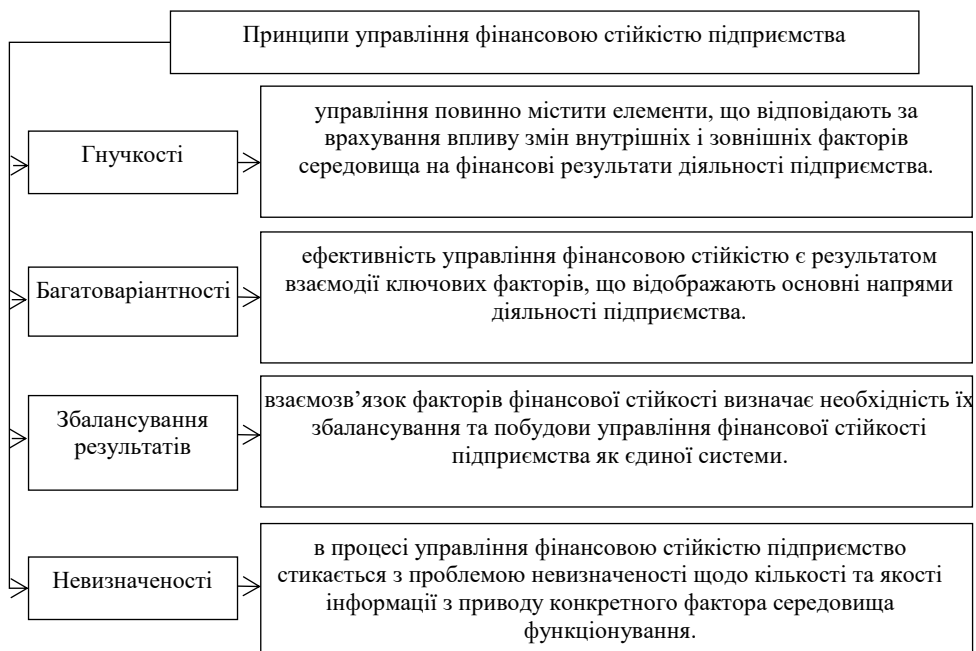 Принципи управління фінансовою стійкістю підприємства
Гнучкості
управління повинно містити елементи, що відповідають за
врахування впливу змін внутрішніх і зовнішніх факторів
середовища на фінансові результати діяльності підприємства.
Багатоваріантності
ефективність управління фінансовою стійкістю є результатом
взаємодії ключових факторів, що відображають основні напрями
діяльності підприємства.
Збалансування
результатів
взаємозв’язок факторів фінансової стійкості визначає необхідність їх
збалансування та побудови управління фінансової стійкості
підприємства як єдиної системи.
Невизначеності
в процесі управління фінансовою стійкістю підприємство
стикається з проблемою невизначеності щодо кількості та якості
інформації з приводу конкретного фактора середовища
функціонування.